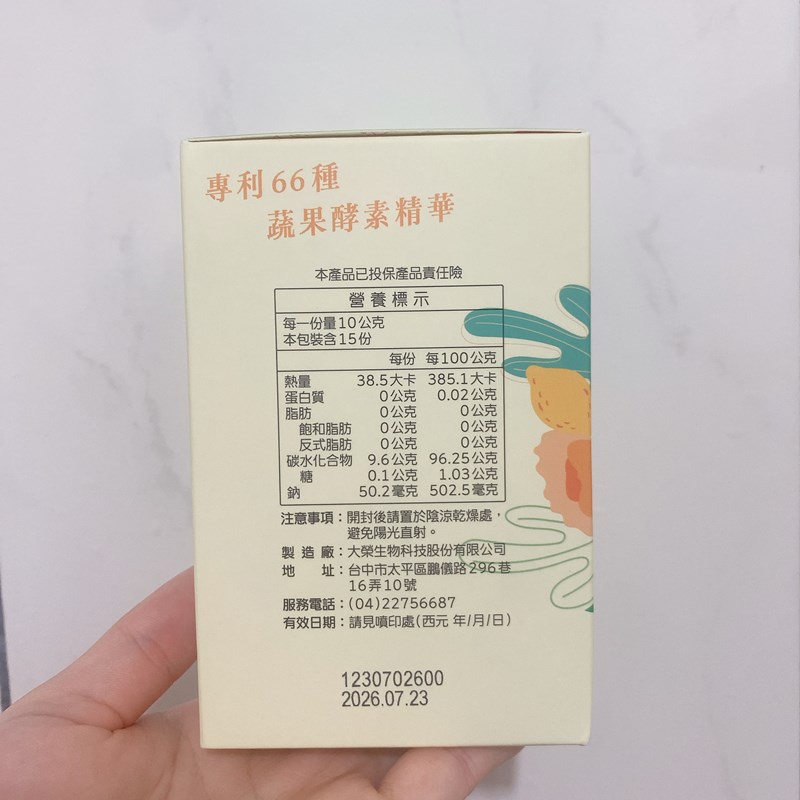 專利66種
蔬果酵素精華
本產品已投保產品責任險
營養標示
每一份量10公克
本包裝含15份
每份 每100公克
熱量 38.5大卡 385.1大卡
蛋白質 0公克 0.02公克
脂肪 0公克 0公克
飽和脂肪 0公克 0公克
反式脂肪 0公克 0公克
碳水化合物 9.6公克 96.25公克
糖 0.1公克 1.03公克
鈉 50.2毫克 502.5毫克
注意事項：開封後請置於陰涼乾燥處，
避免陽光直射。
製造廠：大榮生物科技股份有限公司
地址：台中市太平區鵬儀路296巷
16弄10號
服務電話：(04)22756687
有效日期：請見噴印處(西元 年/月/日)
1230702600
2026.07.23